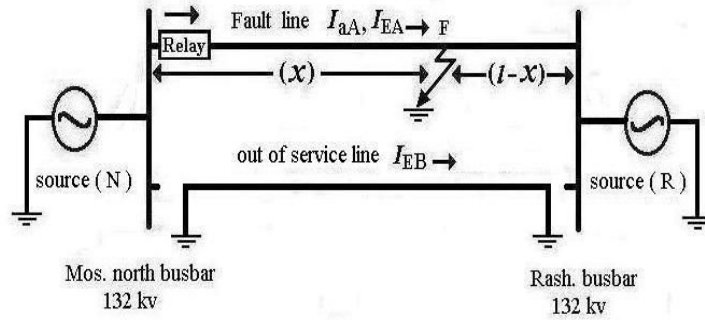 Fault line I_aA, I_EA F
Relay
(x) (l-x)
out of service line I_EB
source ( N ) source ( R )
Mos. north busbar Rash. busbar
132 kv 132 kv